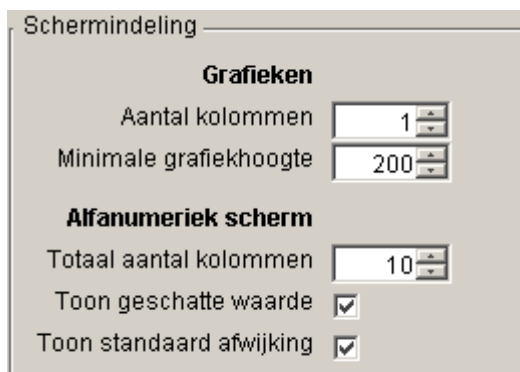 Schermindeling
Grafieken
Aantal kolommen 1
Minimale grafiekhoogte 200
Alfanumeriek scherm
Totaal aantal kolommen 10
Toon geschatte waarde
Toon standaard afwijking